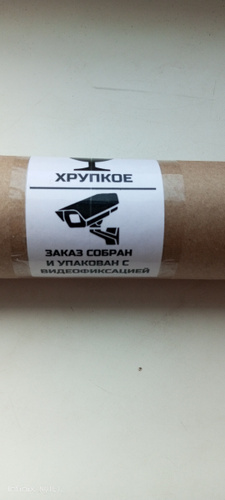 ХРУПКОЕ
ЗАКАЗ СОБРАН
И УПАКОВАН С
ВИДЕОФИКСАЦИЕЙ